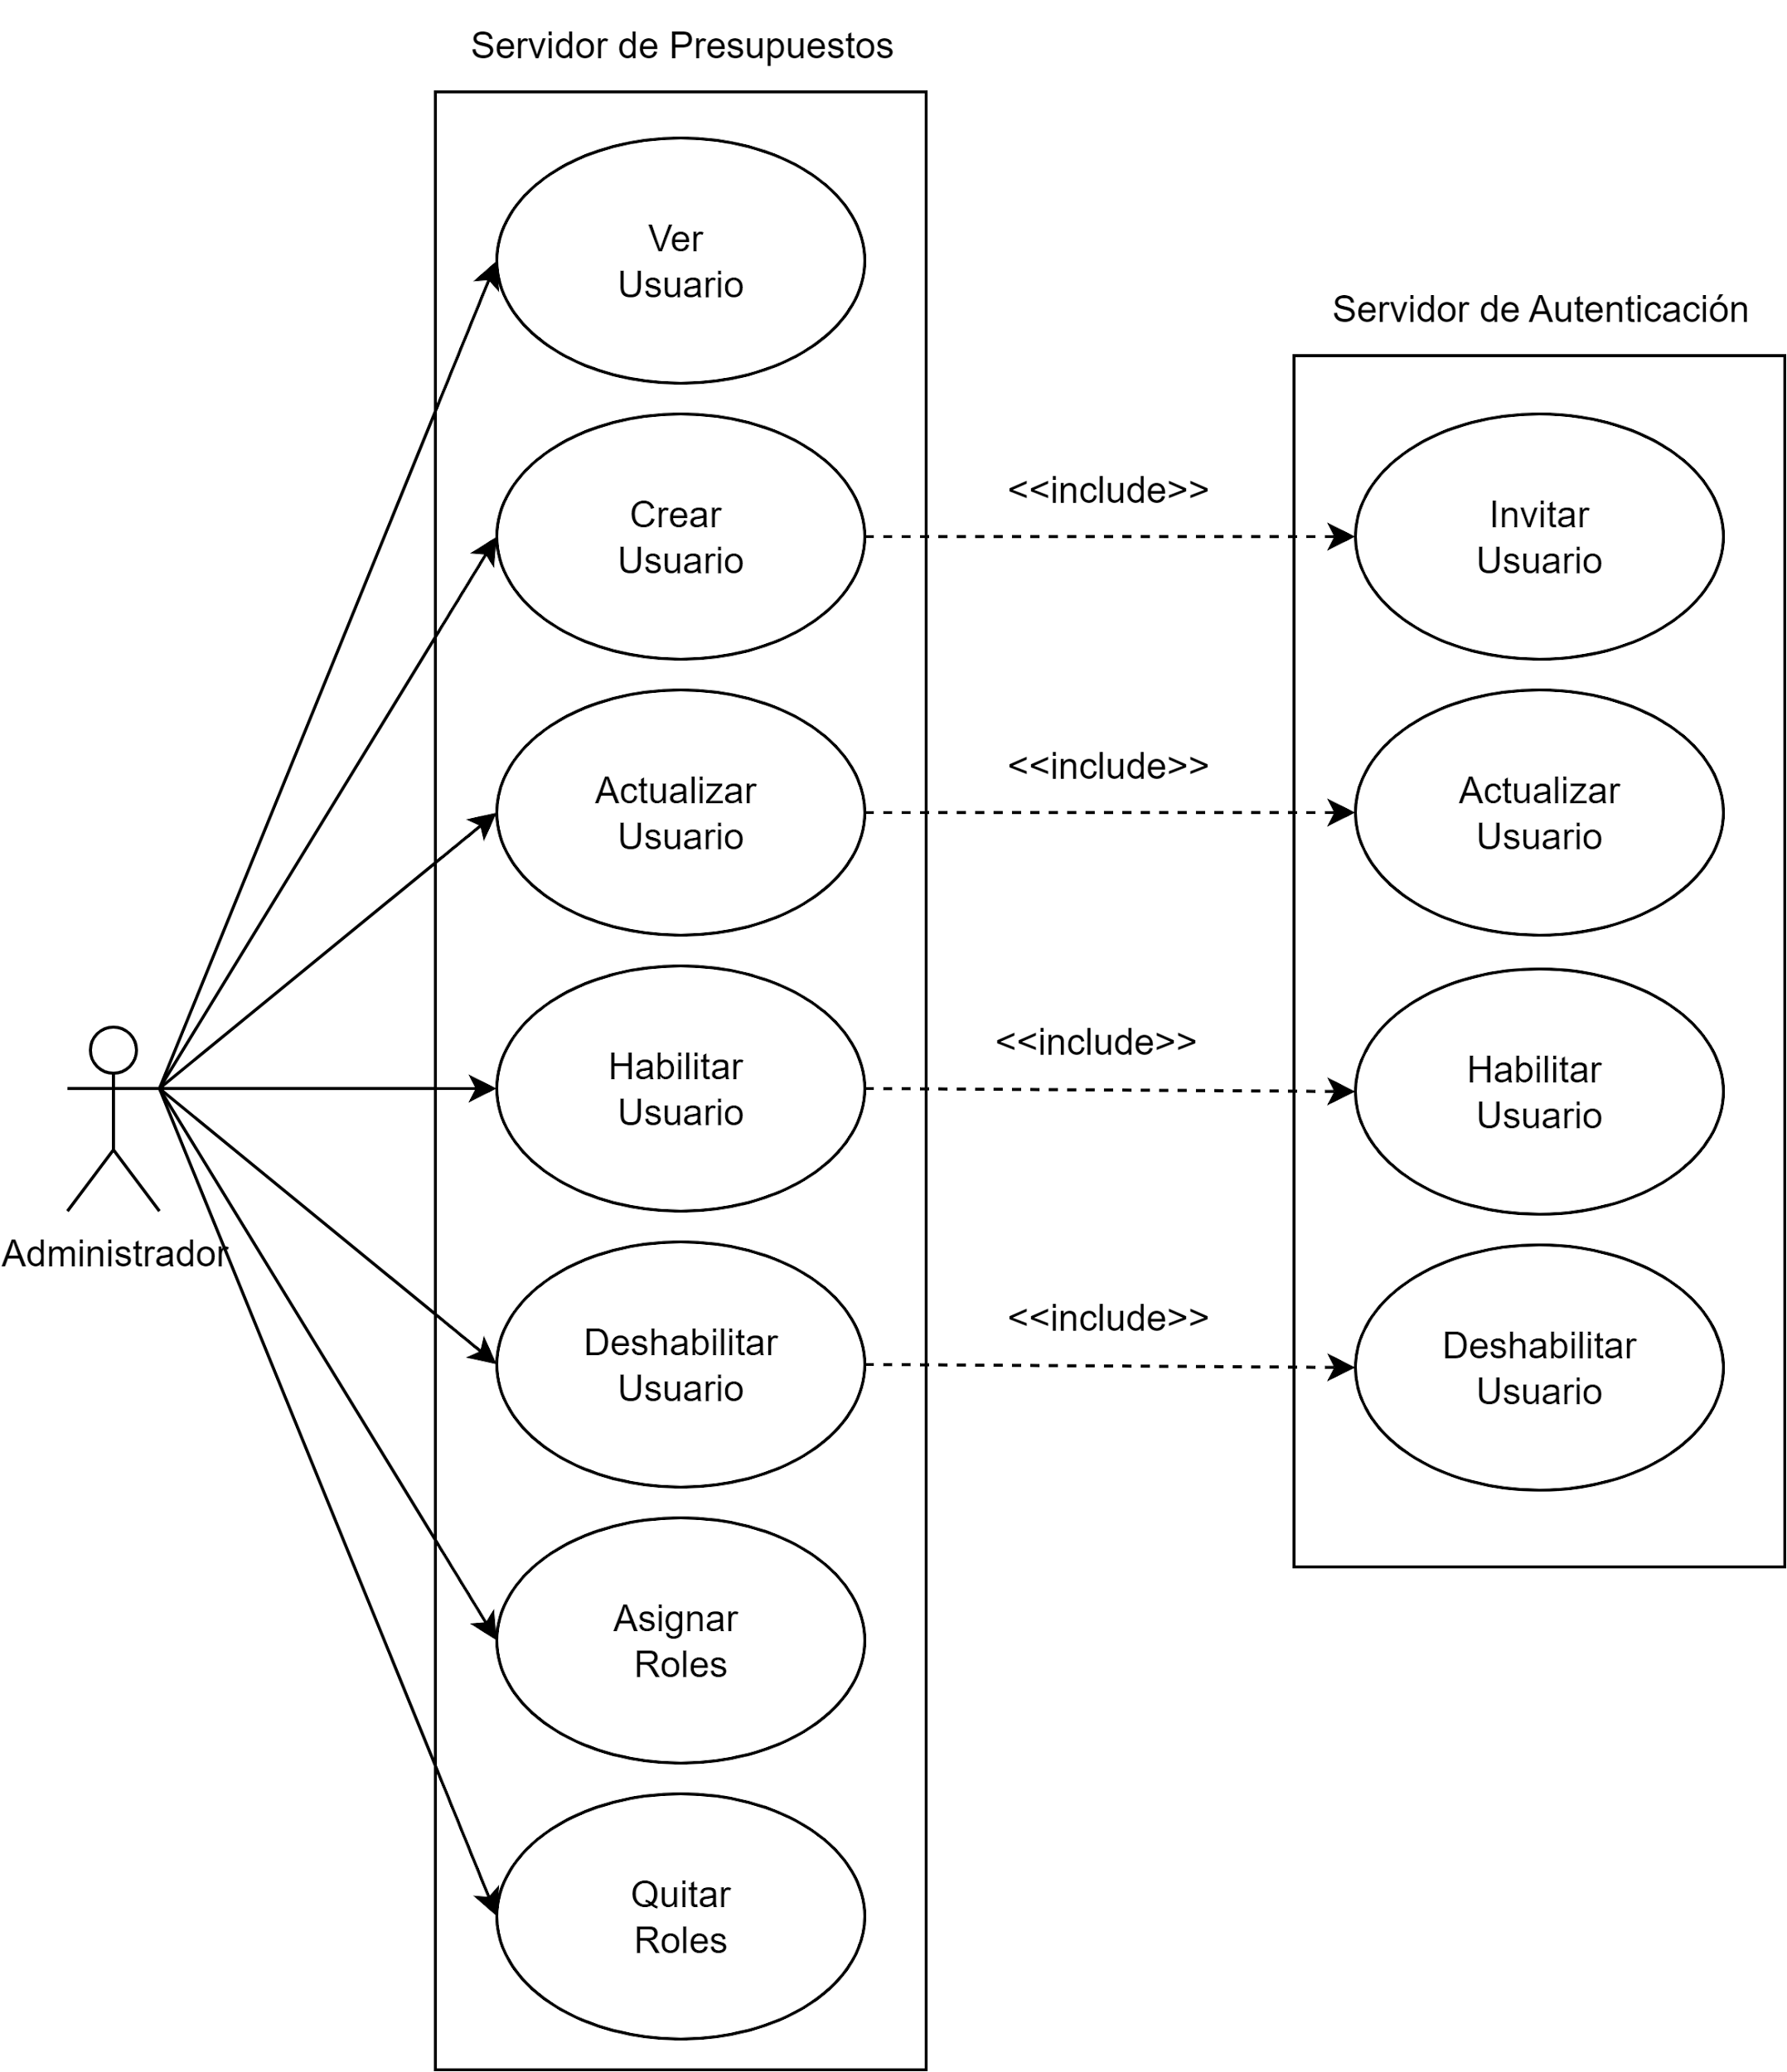 Servidor de Presupuestos
Ver
Usuario
Crear
Usuario
Actualizar
Usuario
Habilitar
Usuario
Deshabilitar
Usuario
Asignar
Roles
Quitar
Roles
Administrador
<<include>>
<<include>>
<<include>>
<<include>>
Servidor de Autenticación
Invitar
Usuario
Actualizar
Usuario
Habilitar
Usuario
Deshabilitar
Usuario